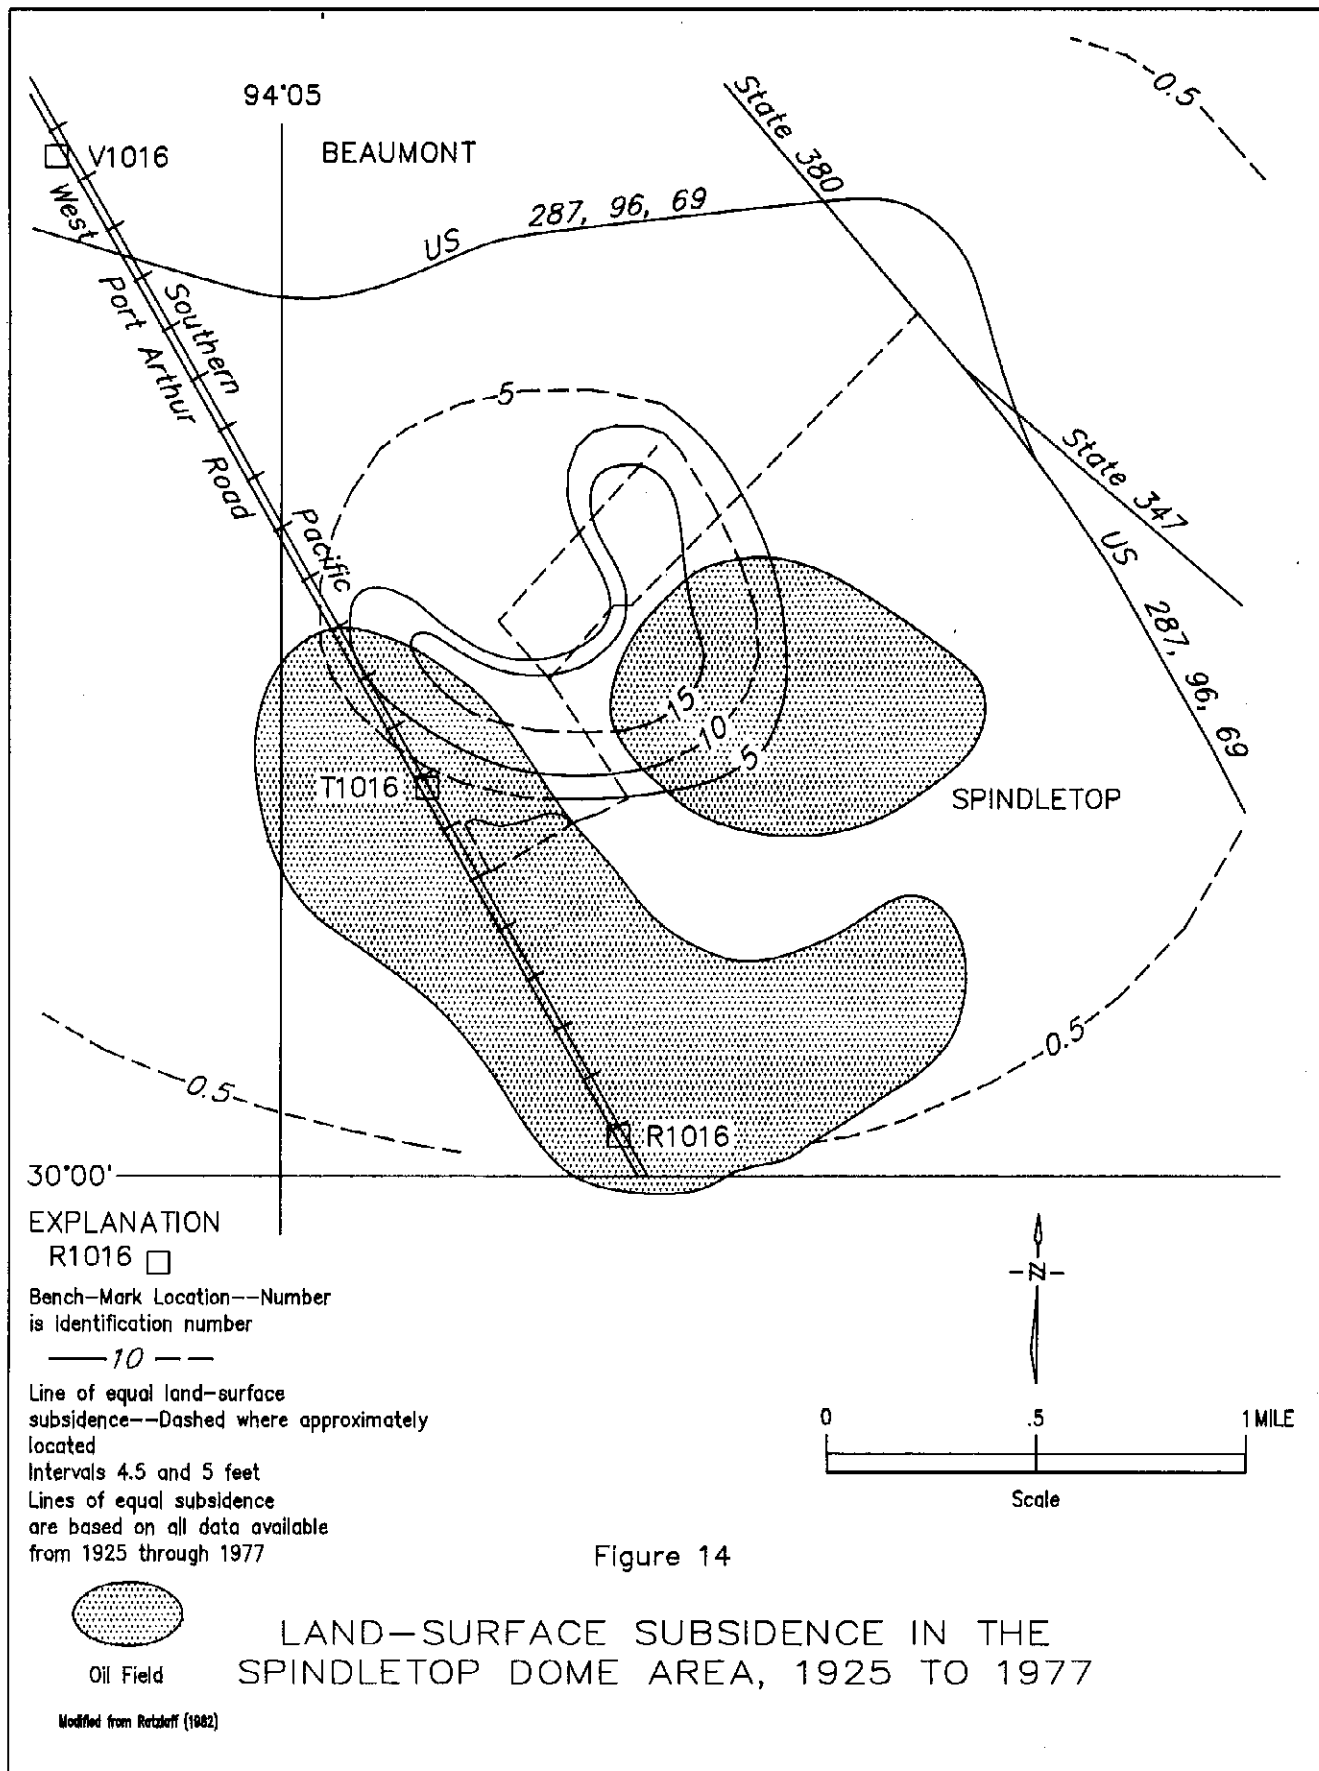 94°05
BEAUMONT
V1016
State 380
0.5
US 287, 96, 69
West Port Arthur Road
Southern Pacific
5
State 347
US 287, 96, 69
15
10
5
T1016
SPINDLETOP
0.5
0.5
R1016
30°00'
EXPLANATION
R1016
Bench-Mark Location--Number
is identification number
10
Line of equal land-surface
subsidence--Dashed where approximately
located
Intervals 4.5 and 5 feet
Lines of equal subsidence
are based on all data available
from 1925 through 1977
Oil Field
Modified from Ratzlaff (1982)
N
0 .5 1 MILE
Scale
Figure 14
LAND-SURFACE SUBSIDENCE IN THE
SPINDLETOP DOME AREA, 1925 TO 1977